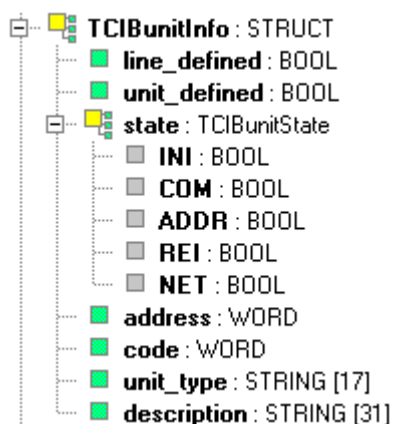 TCIBunitInfo : STRUCT
line_defined : BOOL
unit_defined : BOOL
state : TCIBunitState
INI : BOOL
COM : BOOL
ADDR : BOOL
REI : BOOL
NET : BOOL
address : WORD
code : WORD
unit_type : STRING [17]
description : STRING [31]